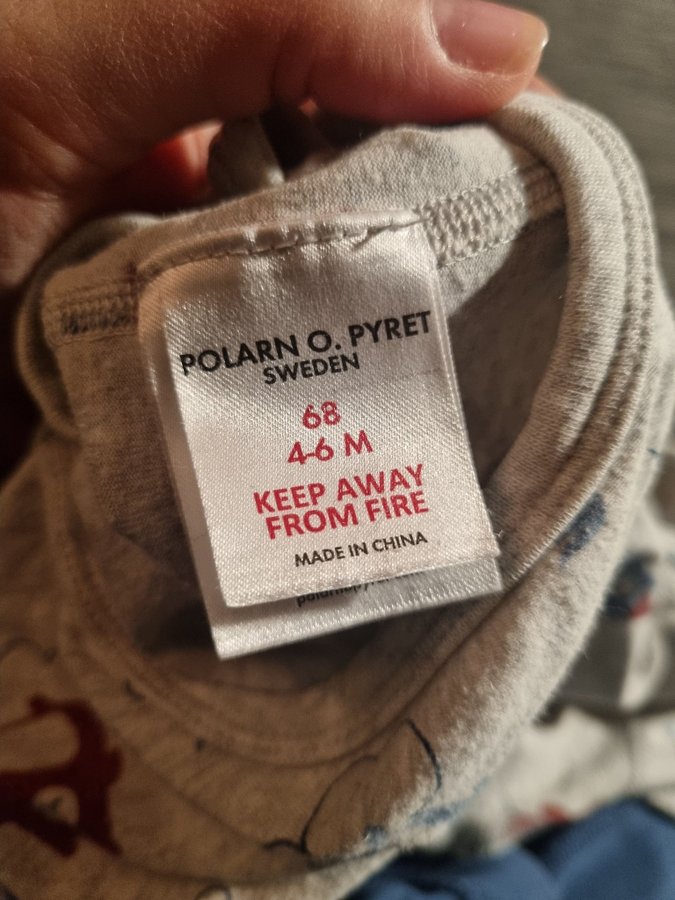 POLARN O. PYRET
SWEDEN
68
4-6 M
KEEP AWAY
FROM FIRE
MADE IN CHINA